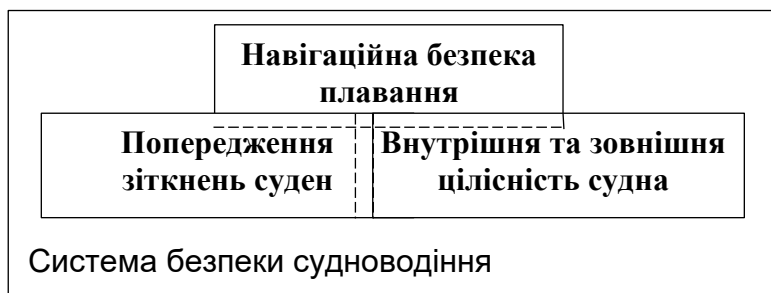 Навігаційна безпека
плавання
Попередження
зіткнень суден
Внутрішня та зовнішня
цілісність судна
Система безпеки судноводіння